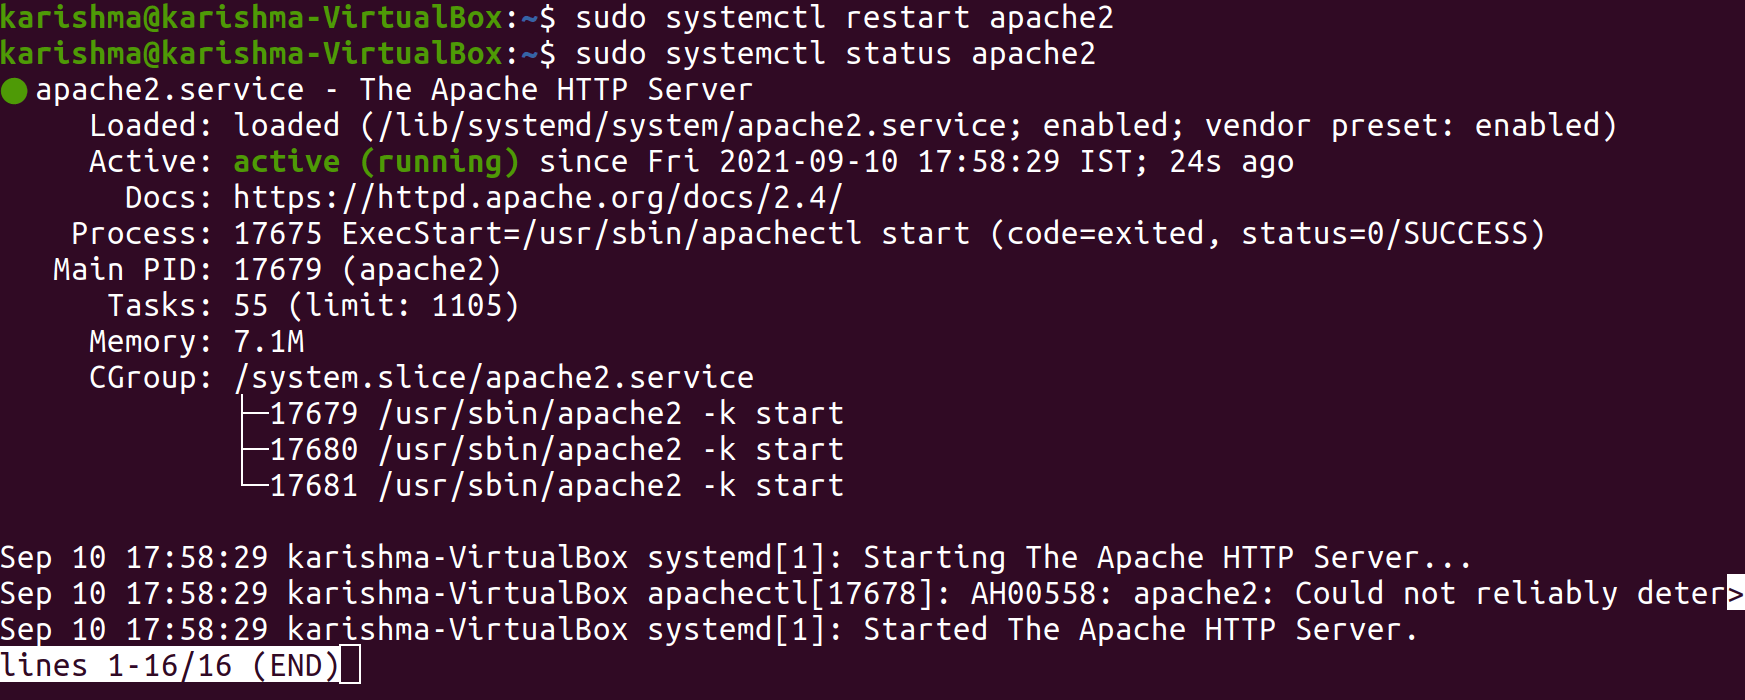 karishma@karishma-VirtualBox:~$ sudo systemctl restart apache2
karishma@karishma-VirtualBox:~$ sudo systemctl status apache2
● apache2.service - The Apache HTTP Server
     Loaded: loaded (/lib/systemd/system/apache2.service; enabled; vendor preset: enabled)
     Active: active (running) since Fri 2021-09-10 17:58:29 IST; 24s ago
       Docs: https://httpd.apache.org/docs/2.4/
    Process: 17675 ExecStart=/usr/sbin/apachectl start (code=exited, status=0/SUCCESS)
   Main PID: 17679 (apache2)
      Tasks: 55 (limit: 1105)
     Memory: 7.1M
     CGroup: /system.slice/apache2.service
             ├─17679 /usr/sbin/apache2 -k start
             ├─17680 /usr/sbin/apache2 -k start
             └─17681 /usr/sbin/apache2 -k start
Sep 10 17:58:29 karishma-VirtualBox systemd[1]: Starting The Apache HTTP Server...
Sep 10 17:58:29 karishma-VirtualBox apachectl[17678]: AH00558: apache2: Could not reliably deter>
Sep 10 17:58:29 karishma-VirtualBox systemd[1]: Started The Apache HTTP Server.
lines 1-16/16 (END)